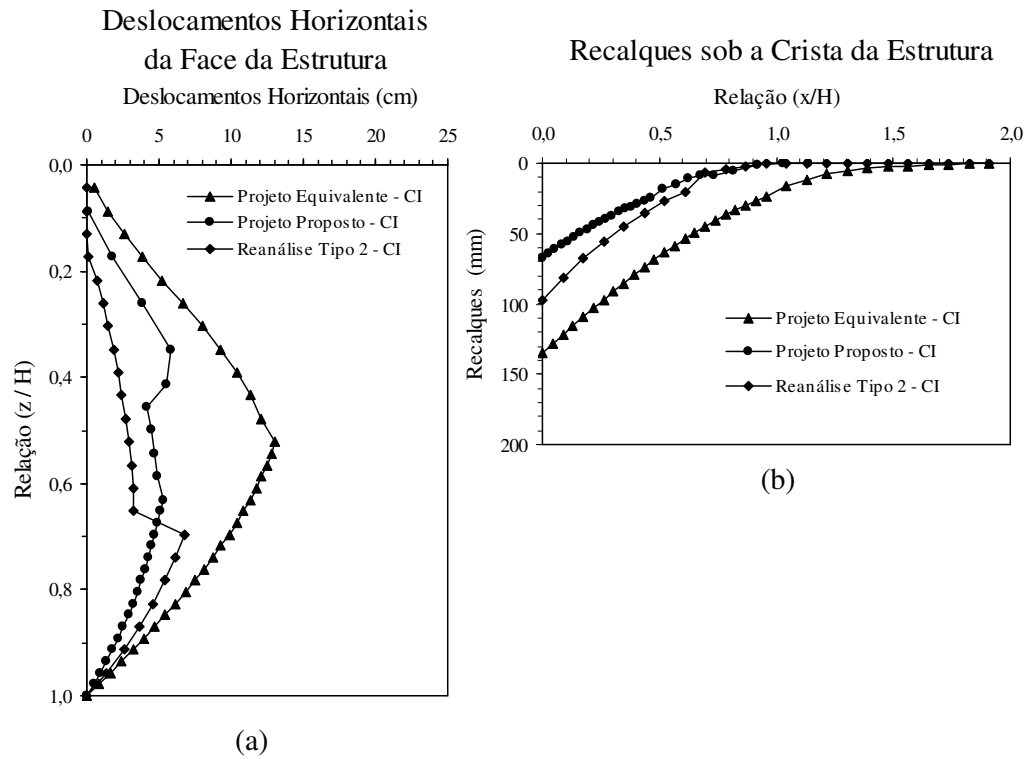 Deslocamentos Horizontais
da Face da Estrutura
Deslocamentos Horizontais (cm)
0 5 10 15 20 25
0,0
0,2
0,4
0,6
0,8
1,0
Relação (z / H)
Projeto Equivalente - CI
Projeto Proposto - CI
Reanálise Tipo 2 - CI
(a)
Recalques sob a Crista da Estrutura
Relação (x/H)
0,0 0,5 1,0 1,5 2,0
0
50
100
150
200
Recalques (mm)
Projeto Equivalente - CI
Projeto Proposto - CI
Reanálise Tipo 2 - CI
(b)